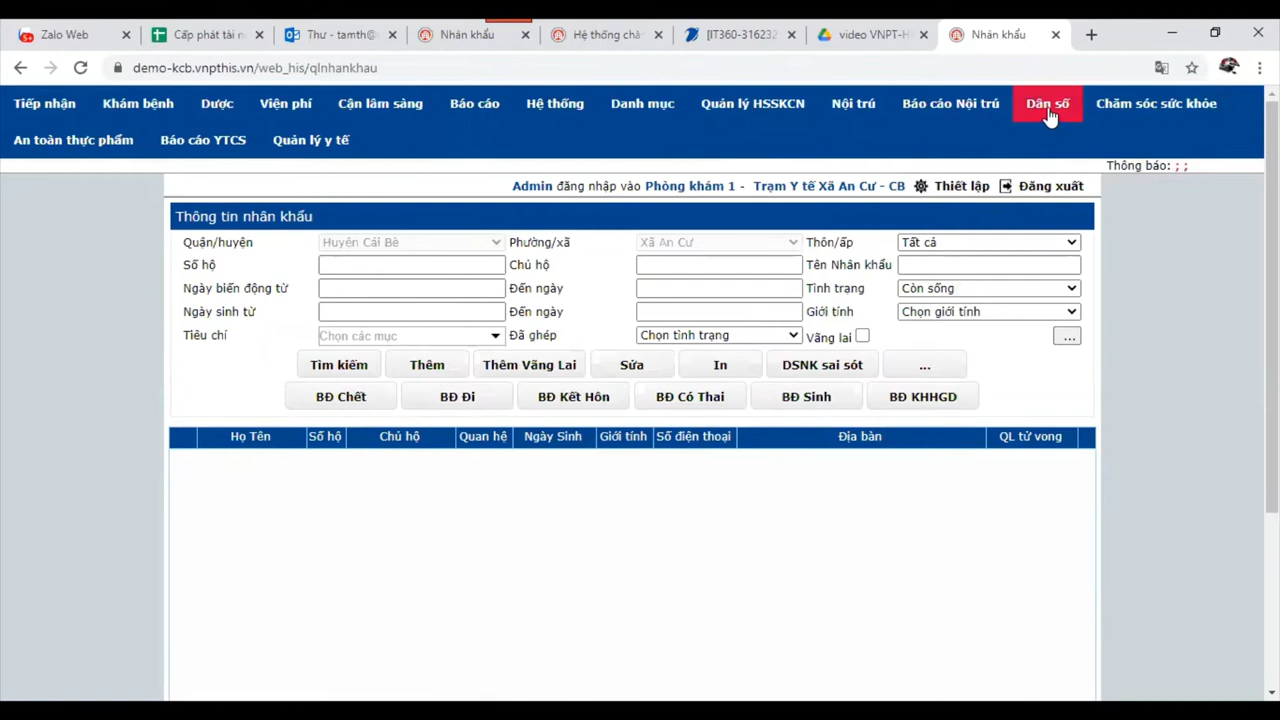 Zalo Web
Cấp phát tài n
Thư - tamth@
Nhân khẩu
Hệ thống chă
[IT360-316232
video VNPT-H
Nhân khẩu
demo-kcb.vnpthis.vn/web_his/qlnhankhau
Tiếp nhận Khám bệnh Dược Viện phí Cận lâm sàng Báo cáo Hệ thống Danh mục Quản lý HSSKCN Nội trú Báo cáo Nội trú Dân số Chăm sóc sức khỏe
An toàn thực phẩm Báo cáo YTCS Quản lý y tế
Thông báo: ; ;
Admin đăng nhập vào Phòng khám 1 - Trạm Y tế Xã An Cư - CB Thiết lập Đăng xuất
Thông tin nhân khẩu
Quận/huyện Huyện Cái Bè Phường/xã Xã An Cư Thôn/ấp Tất cả
Số hộ Chủ hộ Tên Nhân khẩu
Ngày biến động từ Đến ngày Tình trạng Còn sống
Ngày sinh từ Đến ngày Giới tính Chọn giới tính
Tiêu chí Chọn các mục Đã ghép Chọn tình trạng Vãng lai ...
Tìm kiếm Thêm Thêm Vãng Lai Sửa In DSNK sai sót ...
BĐ Chết BĐ Đi BĐ Kết Hôn BĐ Có Thai BĐ Sinh BĐ KHHGD
Họ Tên Số hộ Chủ hộ Quan hệ Ngày Sinh Giới tính Số điện thoại Địa bàn QL tử vong